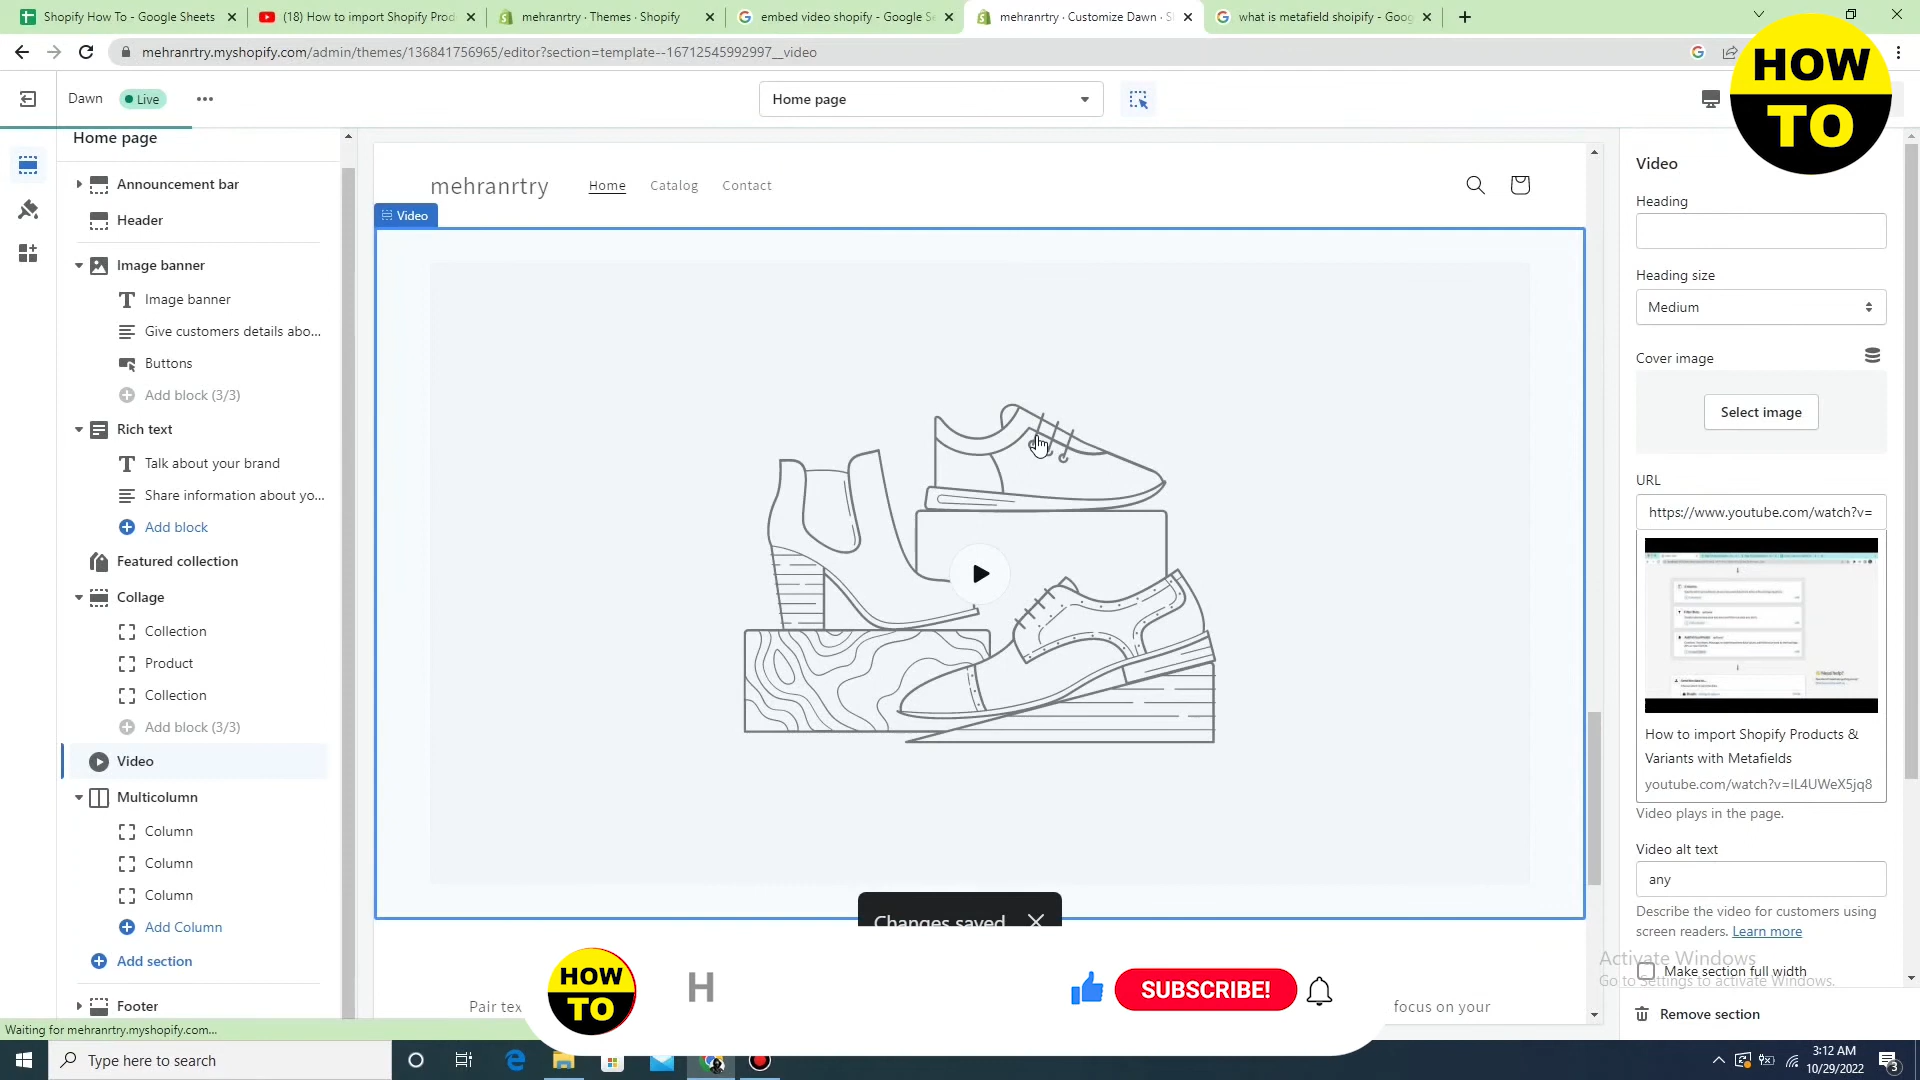 Shopify How To - Google Sheets
(18) How to import Shopify Prod
mehranrtry · Themes · Shopify
embed video shopify - Google Se
mehranrtry · Customize Dawn · S
what is metafield shoipify - Goog
mehranrtry.myshopify.com/admin/themes/136841756965/editor?section=template--16712545992997__video
HOW
TO
Dawn
Live
Home page
Home page
Announcement bar
Header
Image banner
Image banner
Give customers details abo...
Buttons
Add block (3/3)
Rich text
Talk about your brand
Share information about yo...
Add block
Featured collection
Collage
Collection
Product
Collection
Add block (3/3)
Video
Multicolumn
Column
Column
Column
Add Column
Add section
Footer
Waiting for mehranrtry.myshopify.com...
mehranrtry
Home
Catalog
Contact
Video
Changes saved
Pair tex
focus on your
HOW
TO
H
SUBSCRIBE!
Video
Heading
Heading size
Medium
Cover image
Select image
URL
https://www.youtube.com/watch?v=
How to import Shopify Products &
Variants with Metafields
youtube.com/watch?v=IL4UWeX5jq8
Video plays in the page.
Video alt text
any
Describe the video for customers using
screen readers. Learn more
Activate Windows
Make section full width
Go to Settings to activate Windows.
Remove section
Type here to search
3:12 AM
10/29/2022
3